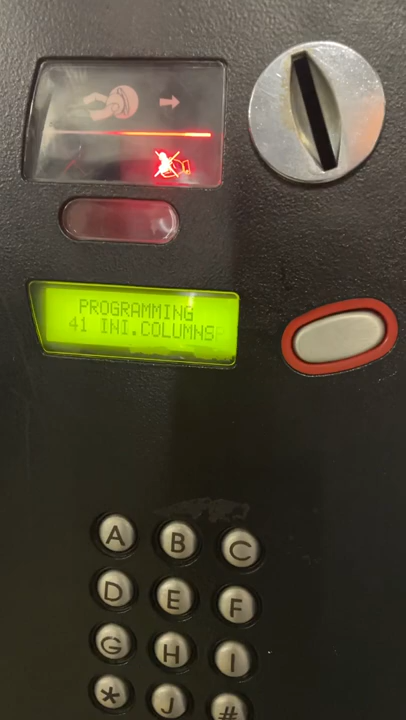 PROGRAMMING
41 INI.COLUMNS
A B C
D E F
G H I
* J #